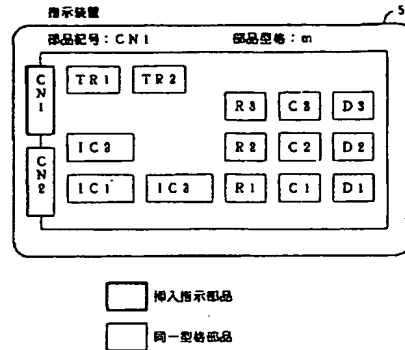 指示装置
5
部品記号：CN1 部品型格：m
CN1
TR1 TR2
R3 C3 D3
CN2
IC3 R2 C2 D2
IC1 IC3 R1 C1 D1
挿入指示部品
同一型格部品